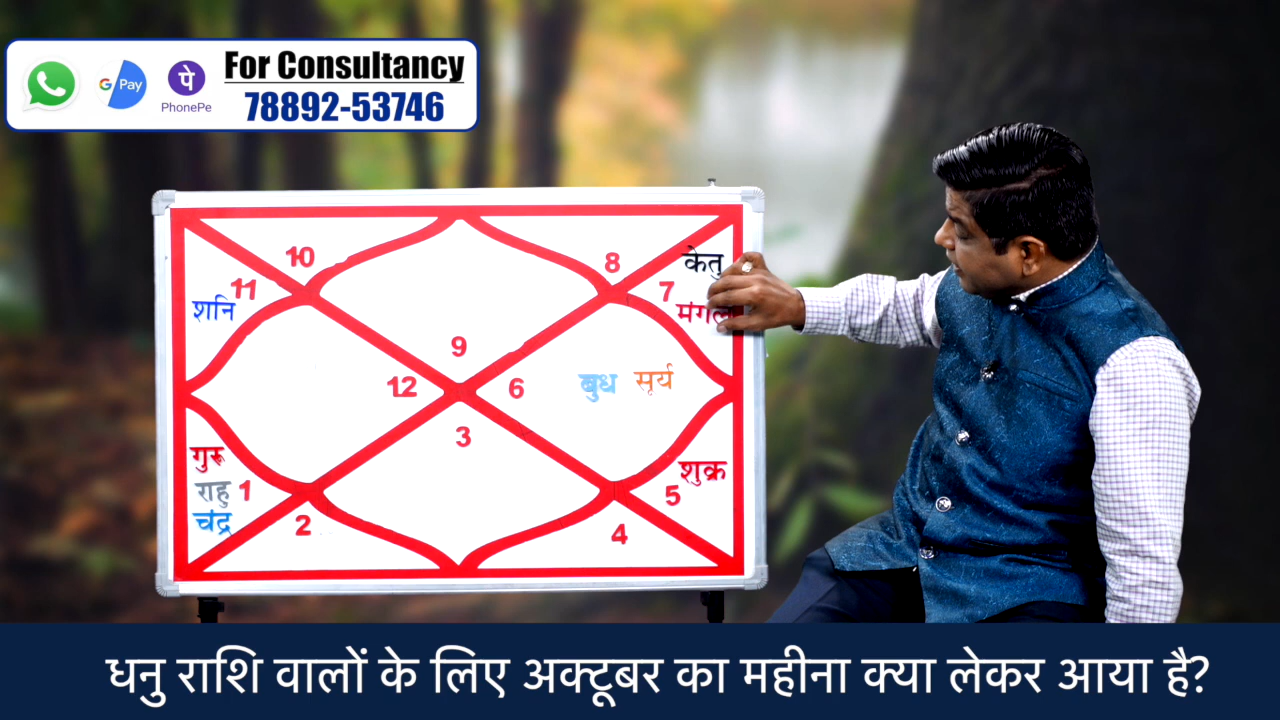 For Consultancy
G Pay
पे
PhonePe
78892-53746
10
8
केतु
11
7
शनि
मंगल
9
12
6
बुध सूर्य
3
गुरू
शुक्र
राहु 1
5
चंद्र
2
4
धनु राशि वालों के लिए अक्टूबर का महीना क्या लेकर आया है?